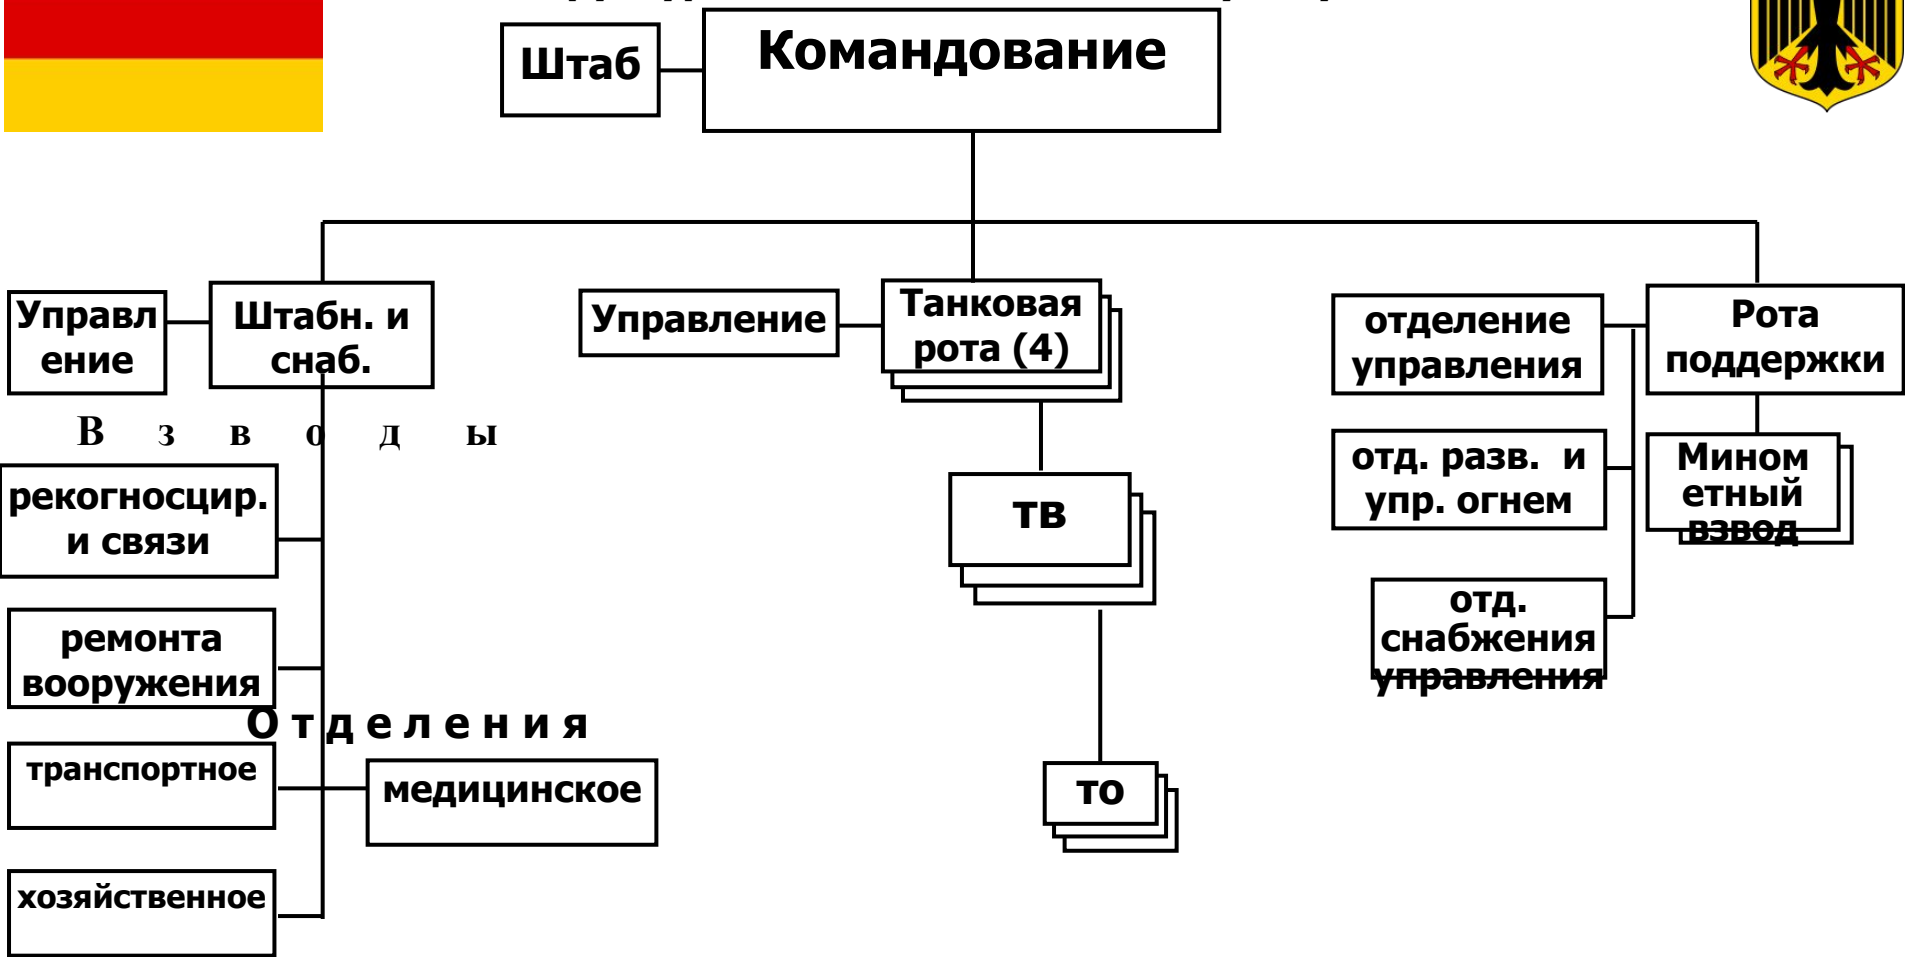 Штаб
Командование
Управл
ение
Штабн. и
снаб.
Управление
Танковая
рота (4)
отделение
управления
Рота
поддержки
В з в о д ы
рекогносцир.
и связи
тв
отд. разв. и
упр. огнем
Мином
етный
взвод
ремонта
вооружения
отд.
снабжения
управления
О т д е л е н и я
транспортное
медицинское
то
хозяйственное